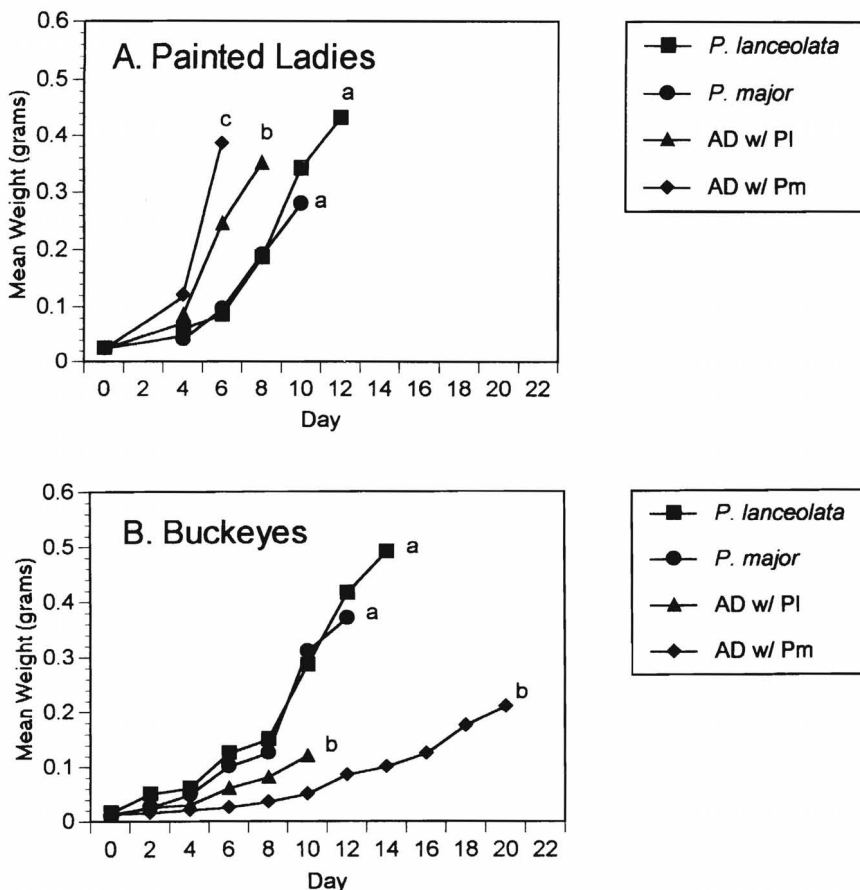 A. Painted Ladies
Mean Weight (grams)
0.6
0.5
0.4
0.3
0.2
0.1
0
c
b
a
a
0 2 4 6 8 10 12 14 16 18 20 22
Day
P. lanceolata
P. major
AD w/ Pl
AD w/ Pm
B. Buckeyes
Mean Weight (grams)
0.6
0.5
0.4
0.3
0.2
0.1
0
a
a
b
b
0 2 4 6 8 10 12 14 16 18 20 22
Day
P. lanceolata
P. major
AD w/ Pl
AD w/ Pm